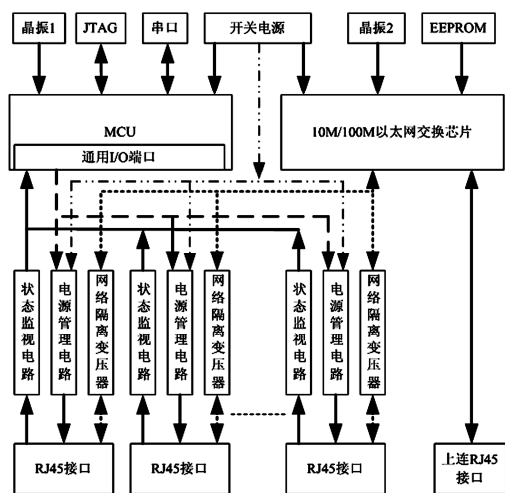 晶振1
JTAG
串口
开关电源
晶振2
EEPROM
MCU
通用I/O端口
10M/100M以太网交换芯片
状态监视电路
电源管理电路
网络隔离变压器
状态监视电路
电源管理电路
网络隔离变压器
状态监视电路
电源管理电路
网络隔离变压器
RJ45接口
RJ45接口
RJ45接口
上连RJ45
接口